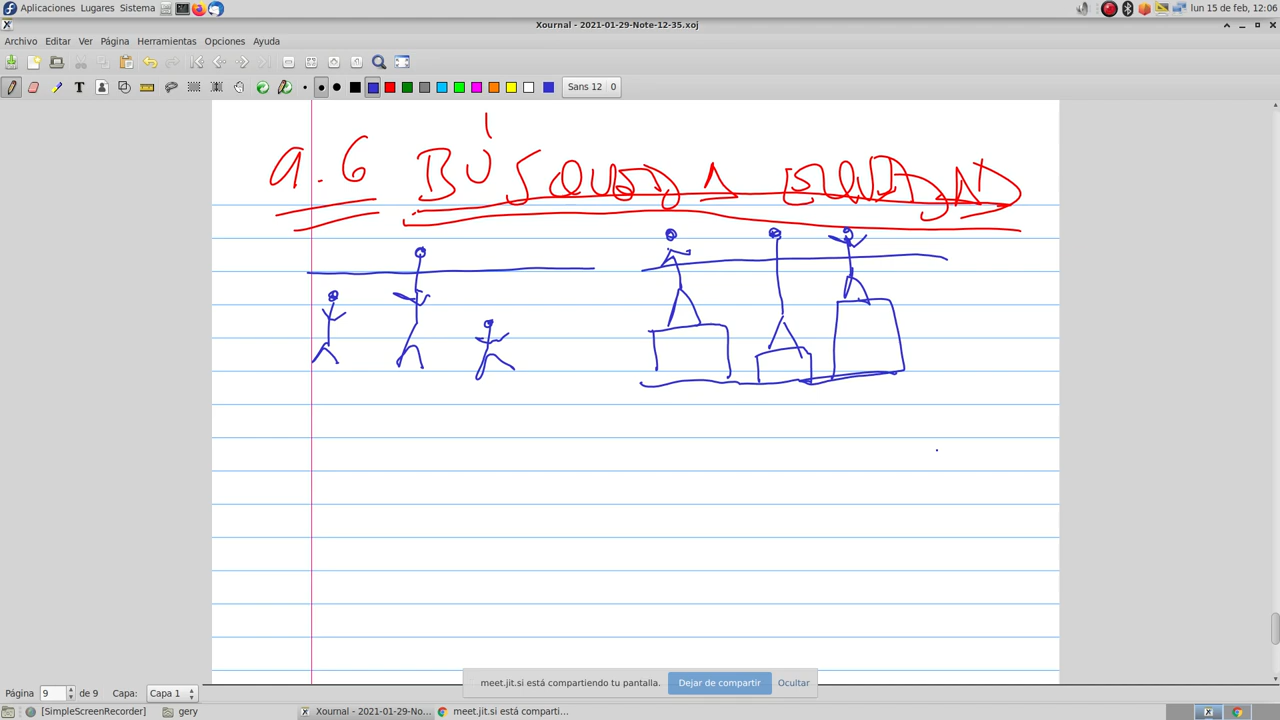 Aplicaciones Lugares Sistema lun 15 de feb, 12:06
Xournal - 2021-01-29-Note-12-35.xoj
Archivo Editar Ver Página Herramientas Opciones Ayuda
Sans 12 0
a.6 BÚSQUEDA EQUIDAD
meet.jit.si está compartiendo tu pantalla. Dejar de compartir Ocultar
Página 9 de 9 Capa: Capa 1
[SimpleScreenRecorder] gery Xournal - 2021-01-29-No... meet.jit.si está comparti...